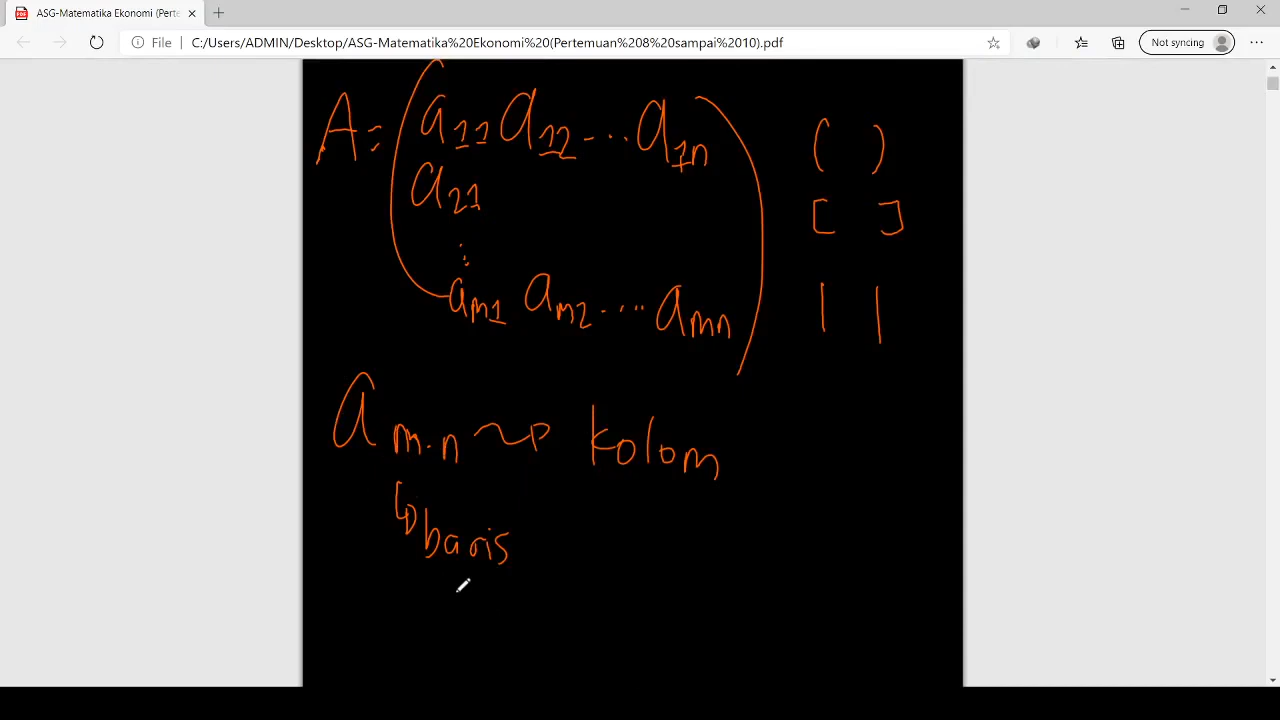 ASG-Matematika Ekonomi (Perte
File
C:/Users/ADMIN/Desktop/ASG-Matematika%20Ekonomi%20(Pertemuan%208%20sampai%2010).pdf
Not syncing
A = ( a11 a12 ... a1n ( )
a21 [ ]
⋮
am1 am2 .... amn ) | |
am.n kolom
baris